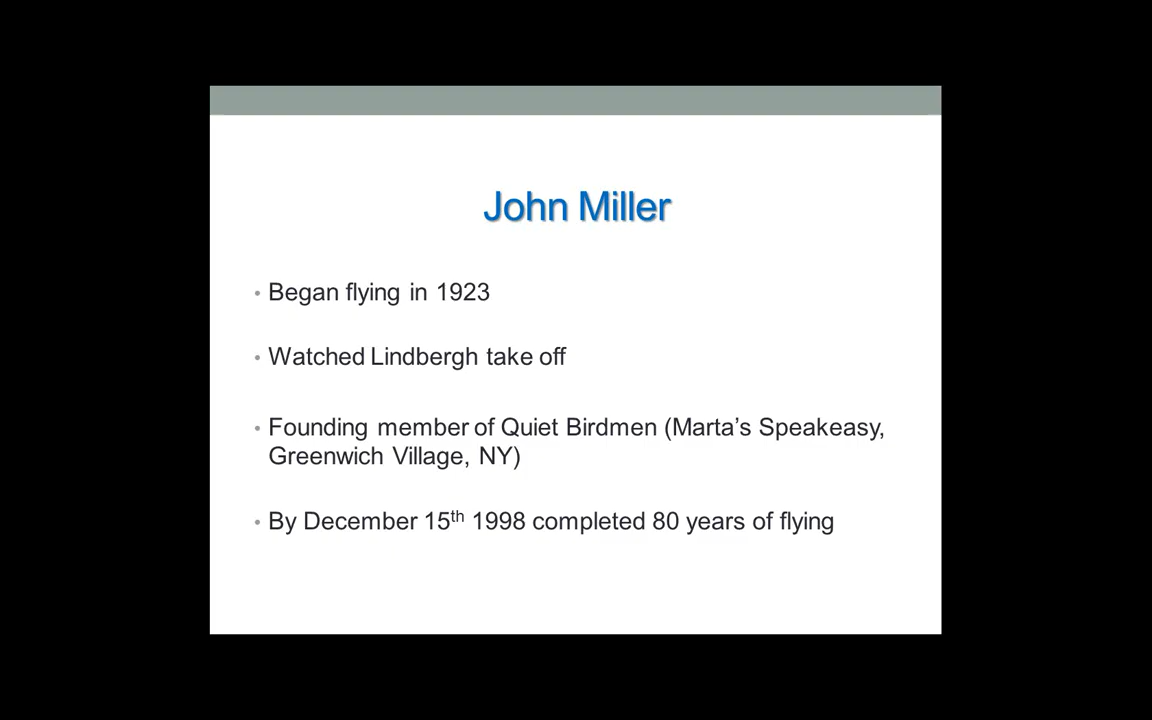 John Miller
• Began flying in 1923
• Watched Lindbergh take off
• Founding member of Quiet Birdmen (Marta’s Speakeasy,
Greenwich Village, NY)
• By December 15th 1998 completed 80 years of flying